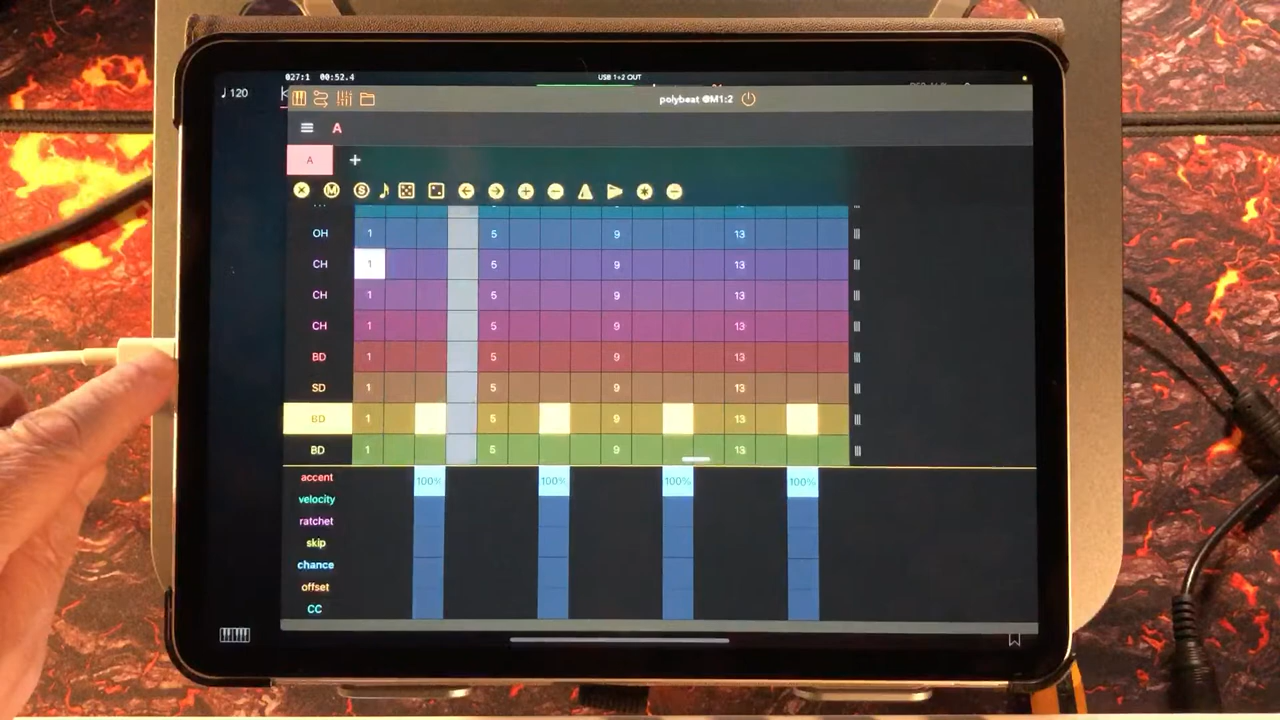 027:1 00:52.4
USB 1+2 OUT
♩120
polybeat @M1:2
A
A +
M S
OH 1 5 9 13
CH 1 5 9 13
CH 1 5 9 13
CH 1 5 9 13
BD 1 5 9 13
SD 1 5 9 13
BD 1 5 9 13
BD 1 5 9 13
accent 100% 100% 100% 100%
velocity
ratchet
skip
chance
offset
CC